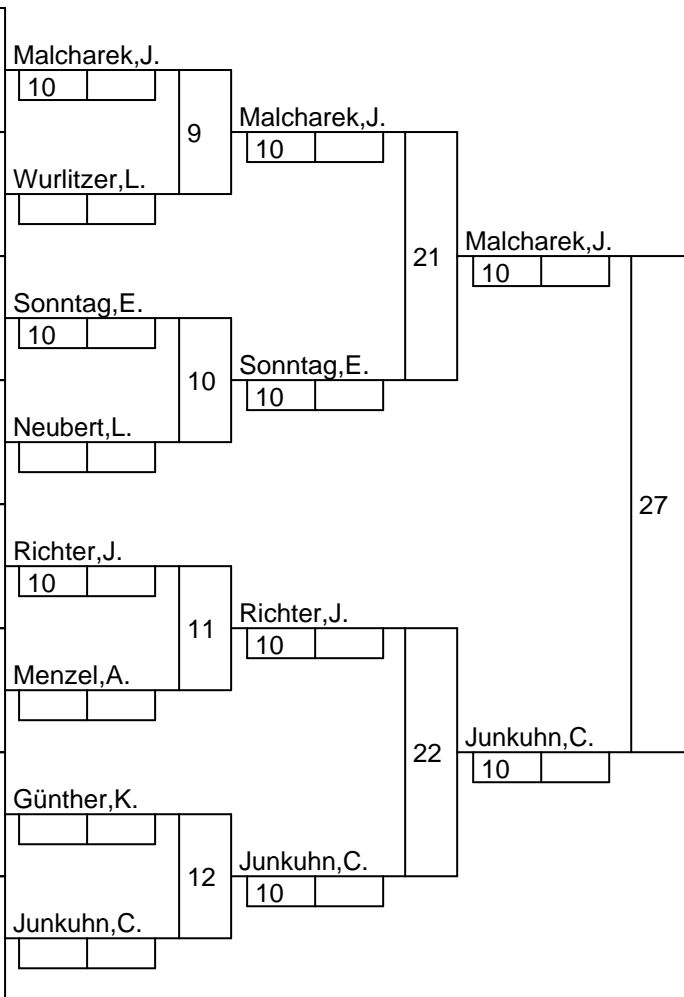 Malcharek,J.
10
9
Malcharek,J.
10
Wurlitzer,L.
21
Malcharek,J.
10
Sonntag,E.
10
10
Sonntag,E.
10
Neubert,L.
27
Richter,J.
10
11
Richter,J.
10
Menzel,A.
22
Junkuhn,C.
10
Günther,K.
12
Junkuhn,C.
10
Junkuhn,C.